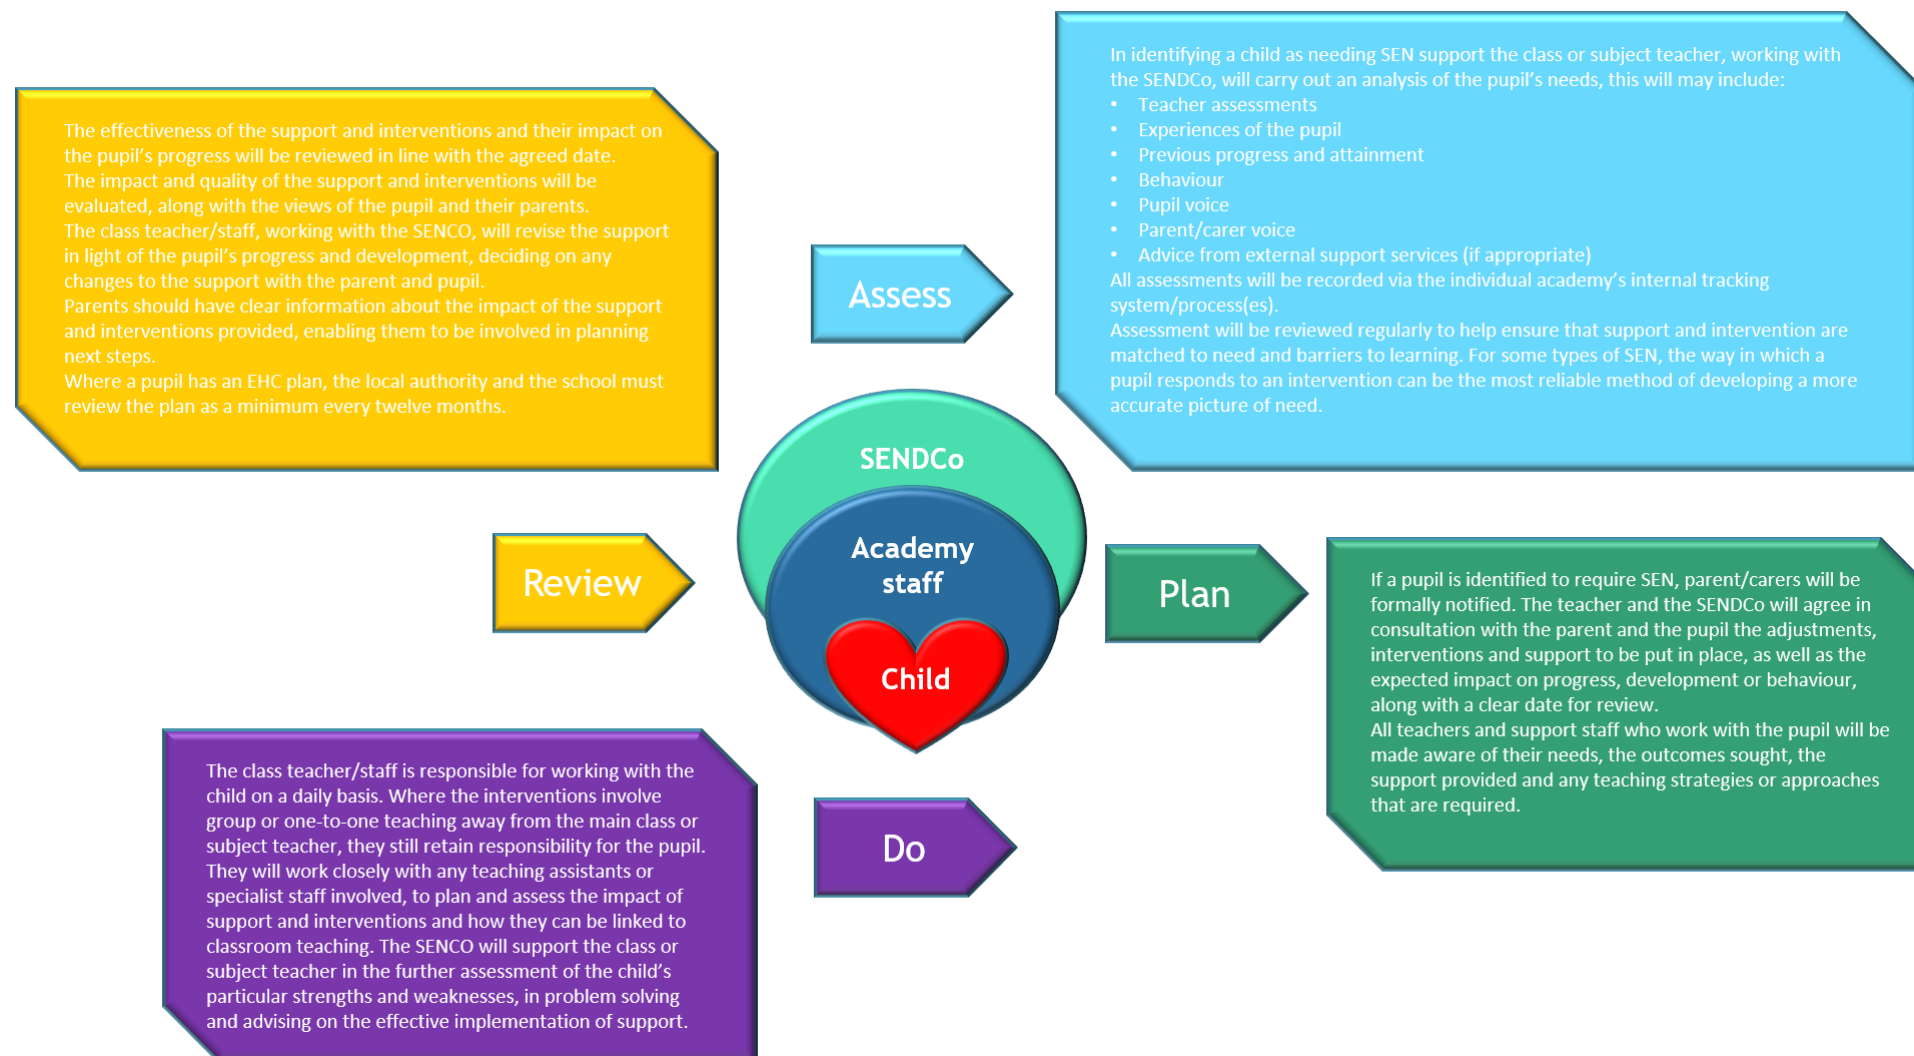 In identifying a child as needing SEN support the class or subject teacher, working with
the SENDCo, will carry out an analysis of the pupil's needs, this will may include:
• Teacher assessments
• Experiences of the pupil
• Previous progress and attainment
• Behaviour
• Pupil voice
• Parent/carer voice
• Advice from external support services (if appropriate)
All assessments will be recorded via the individual academy's internal tracking
system/process(es).
Assessment will be reviewed regularly to help ensure that support and intervention are
matched to need and barriers to learning. For some types of SEN, the way in which a
pupil responds to an intervention can be the most reliable method of developing a more
accurate picture of need.
The effectiveness of the support and interventions and their impact on
the pupil's progress will be reviewed in line with the agreed date.
The impact and quality of the support and interventions will be
evaluated, along with the views of the pupil and their parents.
The class teacher/staff, working with the SENCO, will revise the support
in light of the pupil's progress and development, deciding on any
changes to the support with the parent and pupil.
Parents should have clear information about the impact of the support
and interventions provided, enabling them to be involved in planning
next steps.
Where a pupil has an EHC plan, the local authority and the school must
review the plan as a minimum every twelve months.
Assess
SENDCo
Academy
staff
Child
Review
Plan
If a pupil is identified to require SEN, parent/carers will be
formally notified. The teacher and the SENDCo will agree in
consultation with the parent and the pupil the adjustments,
interventions and support to be put in place, as well as the
expected impact on progress, development or behaviour,
along with a clear date for review.
All teachers and support staff who work with the pupil will be
made aware of their needs, the outcomes sought, the
support provided and any teaching strategies or approaches
that are required.
The class teacher/staff is responsible for working with the
child on a daily basis. Where the interventions involve
group or one-to-one teaching away from the main class or
subject teacher, they still retain responsibility for the pupil.
They will work closely with any teaching assistants or
specialist staff involved, to plan and assess the impact of
support and interventions and how they can be linked to
classroom teaching. The SENCO will support the class or
subject teacher in the further assessment of the child's
particular strengths and weaknesses, in problem solving
and advising on the effective implementation of support.
Do